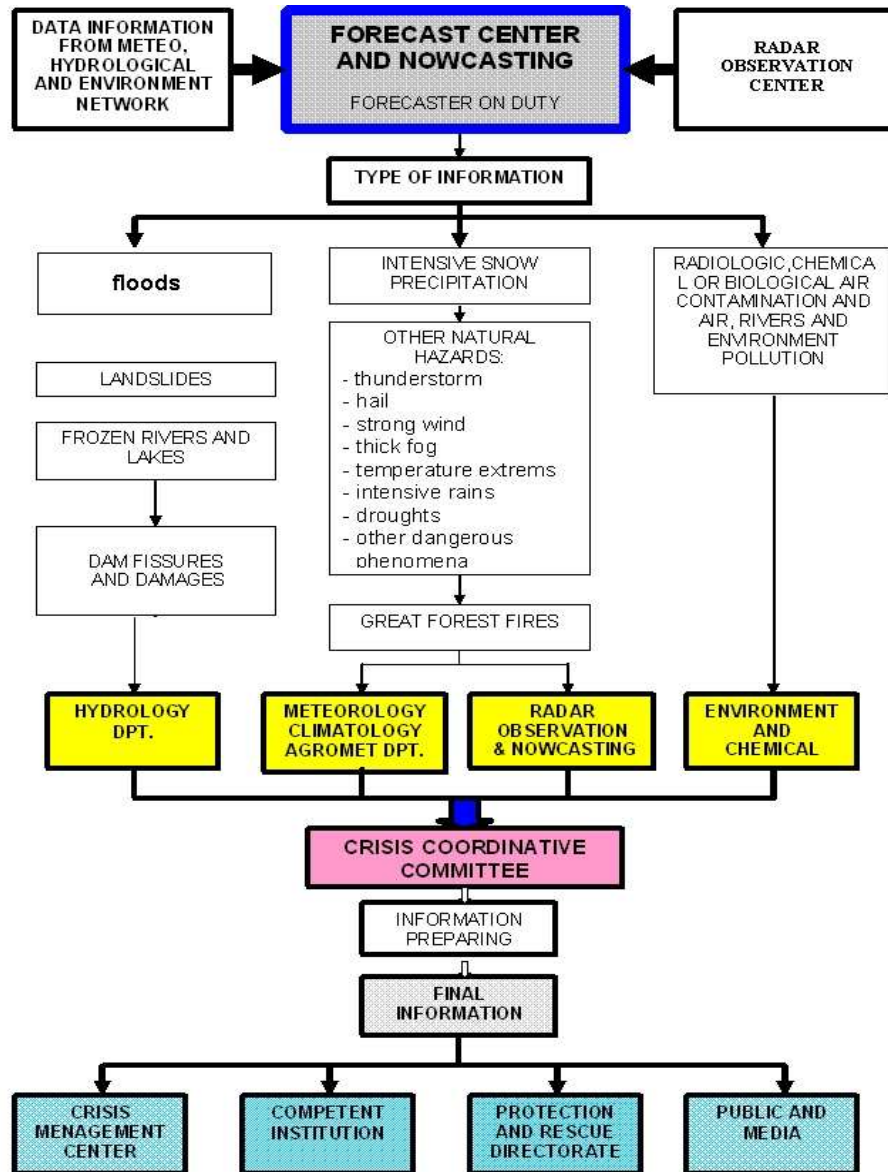 DATA INFORMATION
FROM METEO,
HYDROLOGICAL
AND ENVIRONMENT
NETWORK
FORECAST CENTER
AND NOWCASTING
FORECASTER ON DUTY
RADAR
OBSERVATION
CENTER
TYPE OF INFORMATION
floods
LANDSLIDES
FROZEN RIVERS AND
LAKES
DAM FISSURES
AND DAMAGES
INTENSIVE SNOW
PRECIPITATION
OTHER NATURAL
HAZARDS:
- thunderstorm
- hail
- strong wind
- thick fog
- temperature extrems
- intensive rains
- droughts
- other dangerous
phenomena
GREAT FOREST FIRES
RADIOLOGIC,CHEMICA
L OR BIOLOGICAL AIR
CONTAMINATION AND
AIR, RIVERS AND
ENVIRONMENT
POLLUTION
HYDROLOGY
DPT.
METEOROLOGY
CLIMATOLOGY
AGROMET DPT.
RADAR
OBSERVATION
& NOWCASTING
ENVIRONMENT
AND
CHEMICAL
CRISIS COORDINATIVE
COMMITTEE
INFORMATION
PREPARING
FINAL
INFORMATION
CRISIS
MENAGEMENT
CENTER
COMPETENT
INSTITUTION
PROTECTION
AND RESCUE
DIRECTORATE
PUBLIC AND
MEDIA